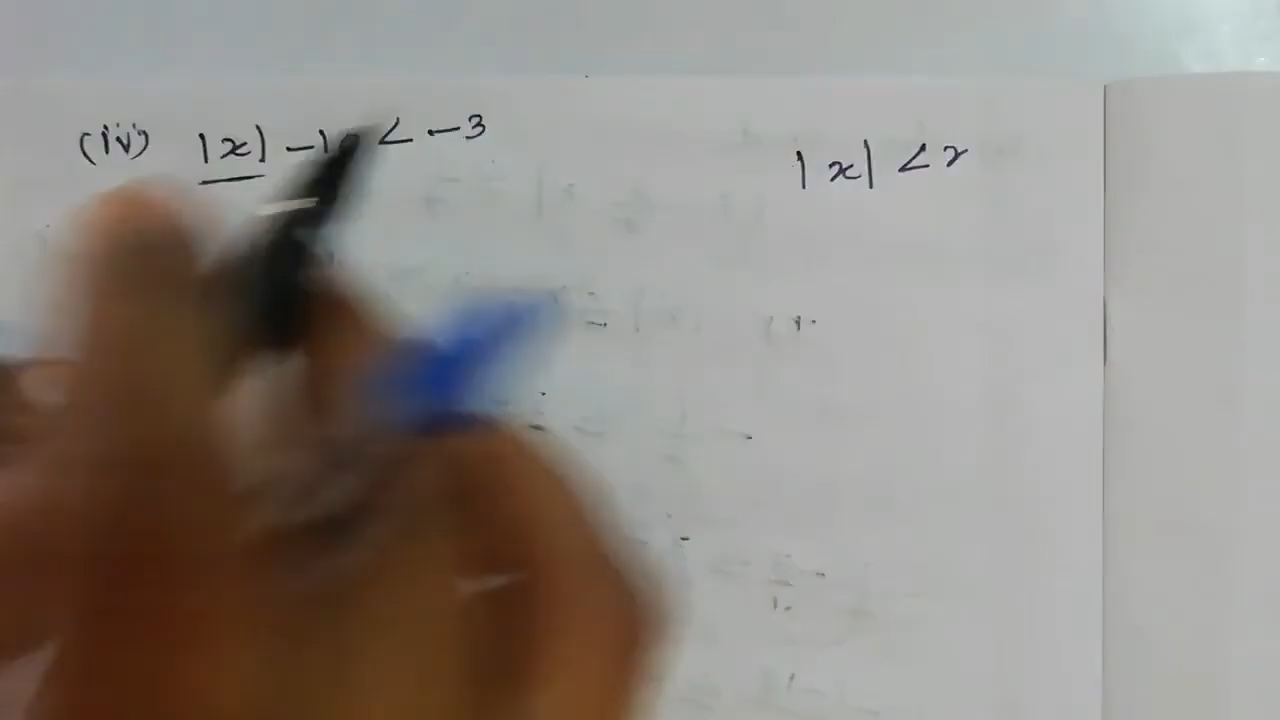 (iv) |x| - 1 < -3
|x| < r